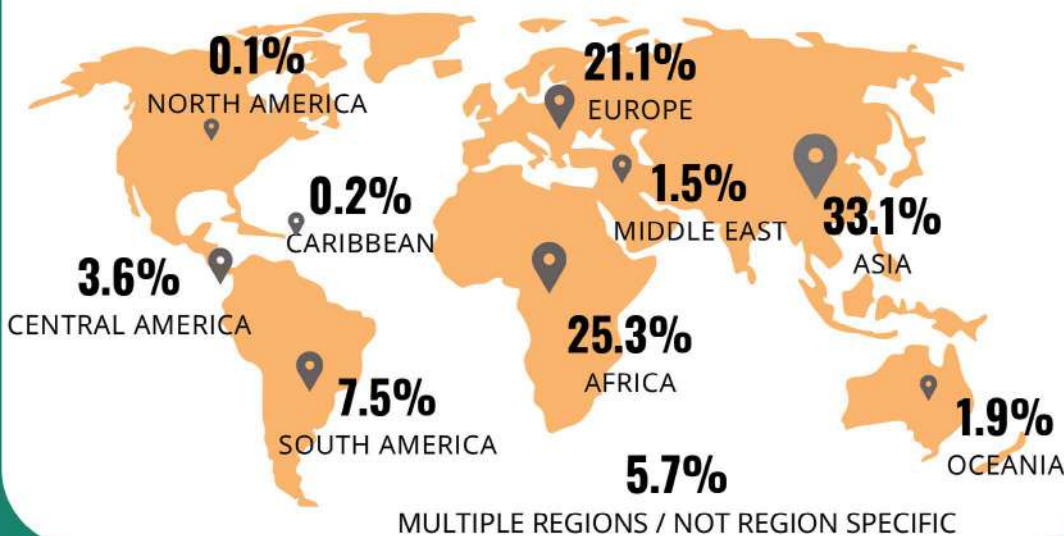 0.1%
NORTH AMERICA
21.1%
EUROPE
0.2%
CARIBBEAN
1.5%
MIDDLE EAST
33.1%
ASIA
3.6%
CENTRAL AMERICA
25.3%
AFRICA
7.5%
SOUTH AMERICA
1.9%
OCEANIA
5.7%
MULTIPLE REGIONS / NOT REGION SPECIFIC